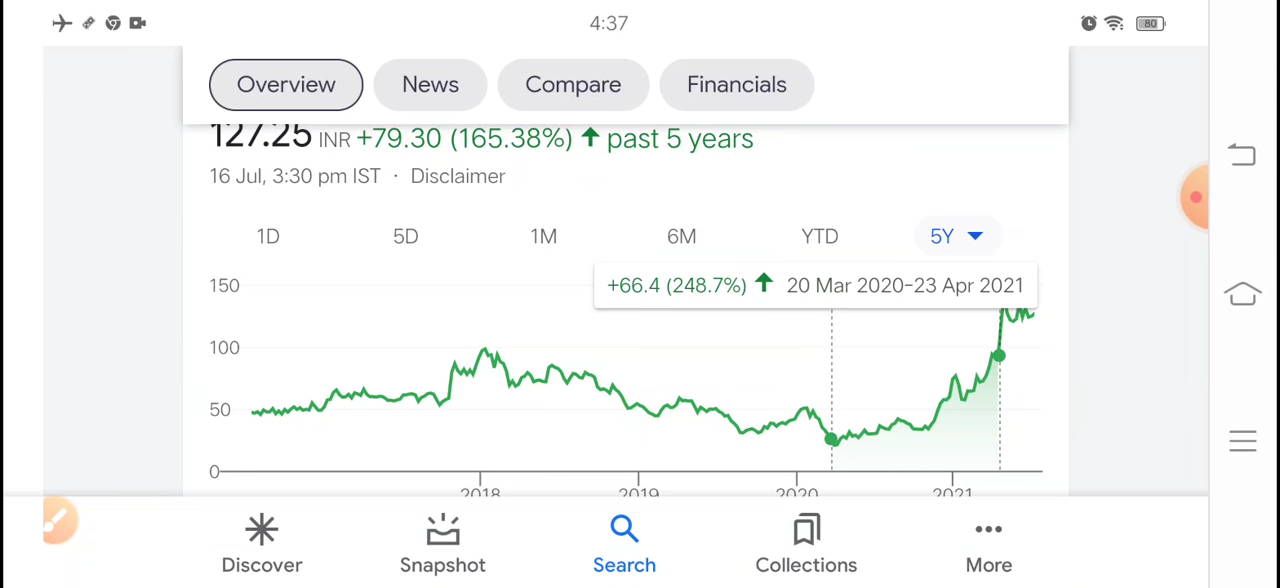 4:37
80
Overview News Compare Financials
127.25 INR +79.30 (165.38%) ↑ past 5 years
16 Jul, 3:30 pm IST · Disclaimer
1D 5D 1M 6M YTD 5Y
+66.4 (248.7%) ↑ 20 Mar 2020-23 Apr 2021
150
100
50
0
2018 2019 2020 2021
Discover Snapshot Search Collections More